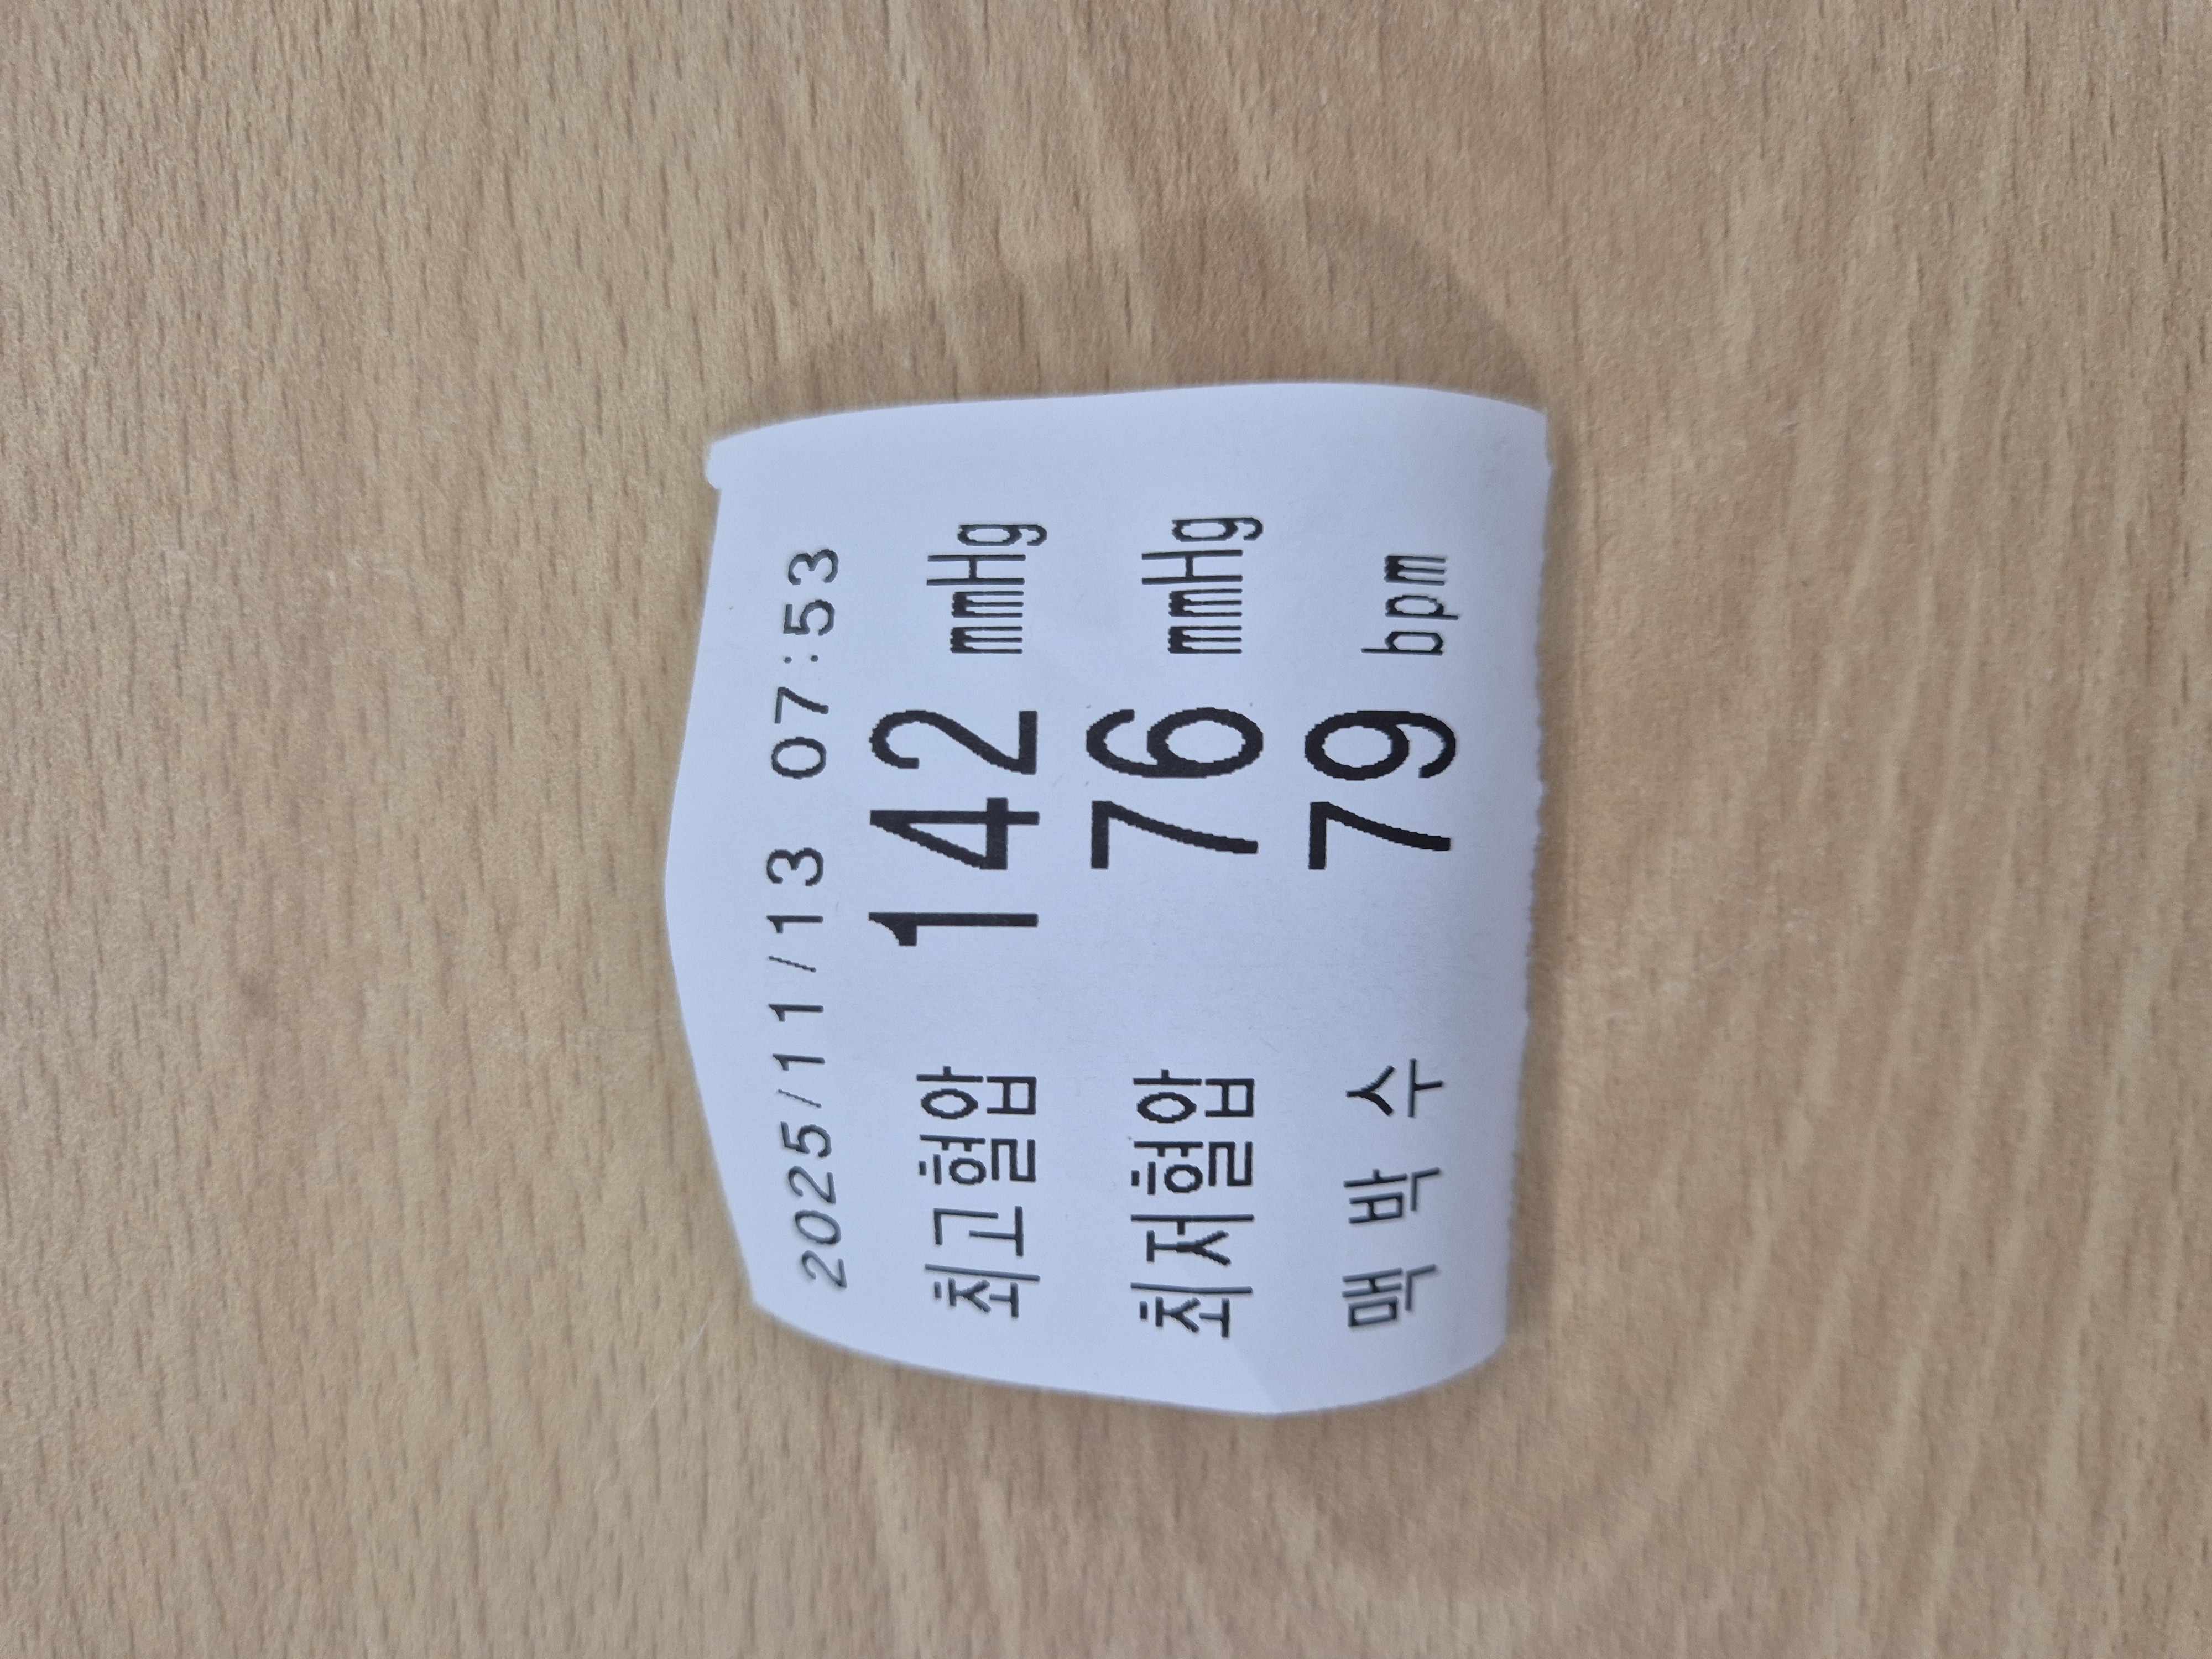 2025/11/13 07:53
최고혈압 142 mmHg
최저혈압 76 mmHg
맥박수 79 bpm